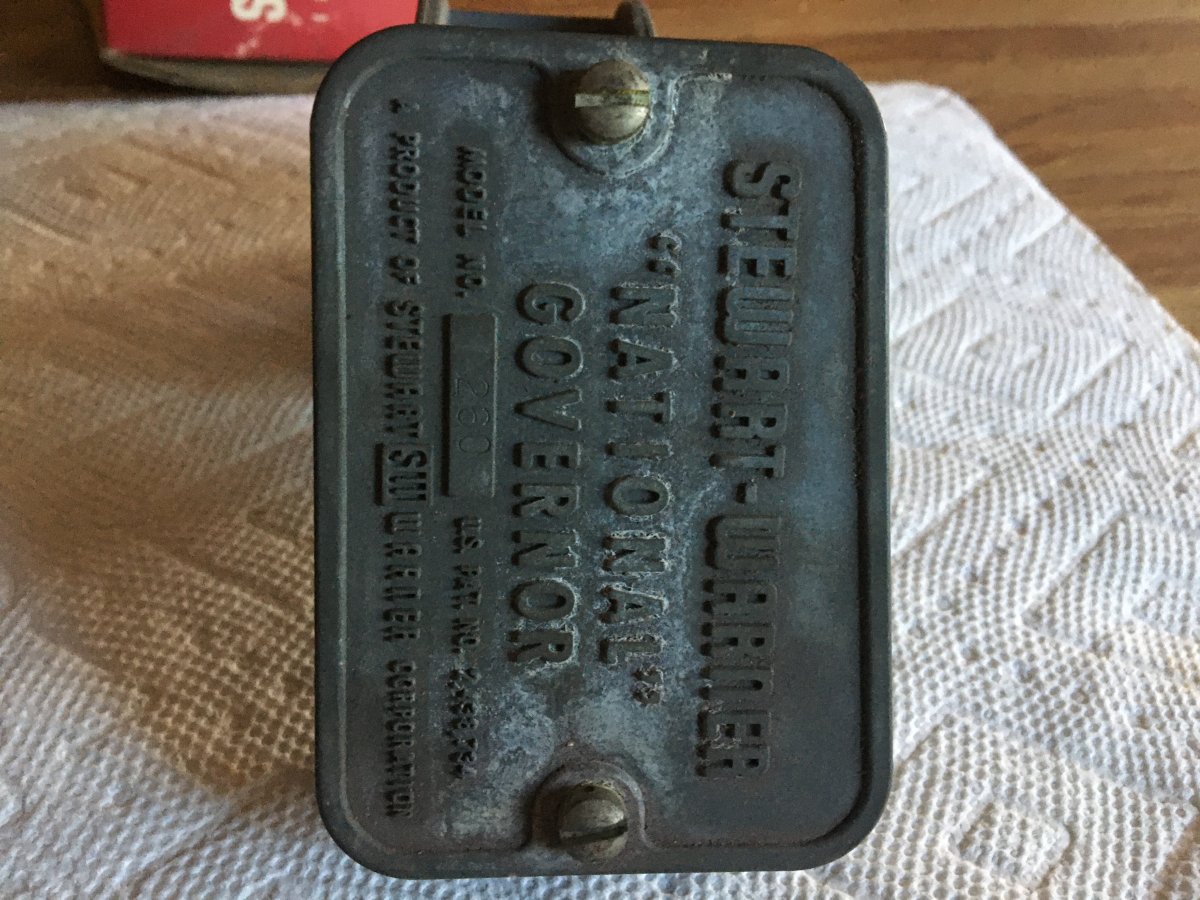 STEWART-WARNER
"NATIONAL"
GOVERNOR
MODEL NO. 260 U.S. PAT. NO.
A PRODUCT OF STEWART SW WARNER CORPORATION
S